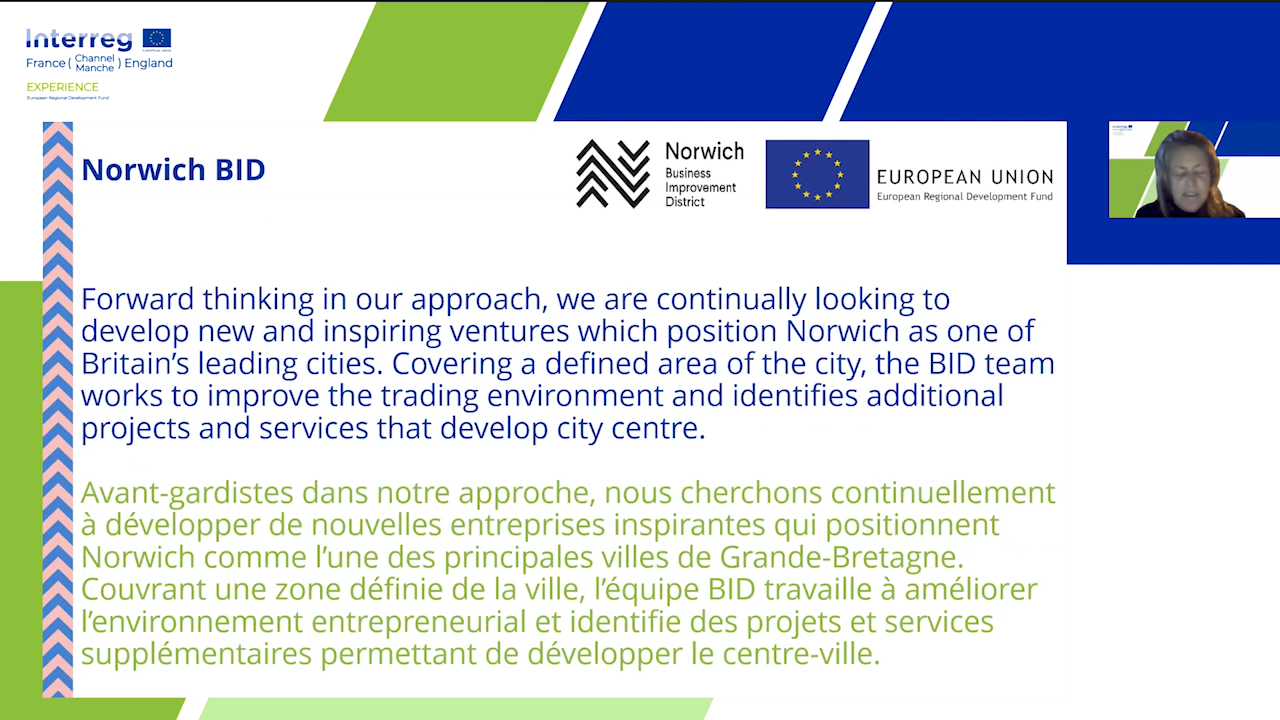 Interreg
EUROPEAN UNION
France ( Channel Manche ) England
EXPERIENCE
European Regional Development Fund
Norwich BID
Norwich
Business
Improvement
District
EUROPEAN UNION
European Regional Development Fund
Forward thinking in our approach, we are continually looking to
develop new and inspiring ventures which position Norwich as one of
Britain’s leading cities. Covering a defined area of the city, the BID team
works to improve the trading environment and identifies additional
projects and services that develop city centre.
Avant-gardistes dans notre approche, nous cherchons continuellement
à développer de nouvelles entreprises inspirantes qui positionnent
Norwich comme l’une des principales villes de Grande-Bretagne.
Couvrant une zone définie de la ville, l’équipe BID travaille à améliorer
l’environnement entrepreneurial et identifie des projets et services
supplémentaires permettant de développer le centre-ville.